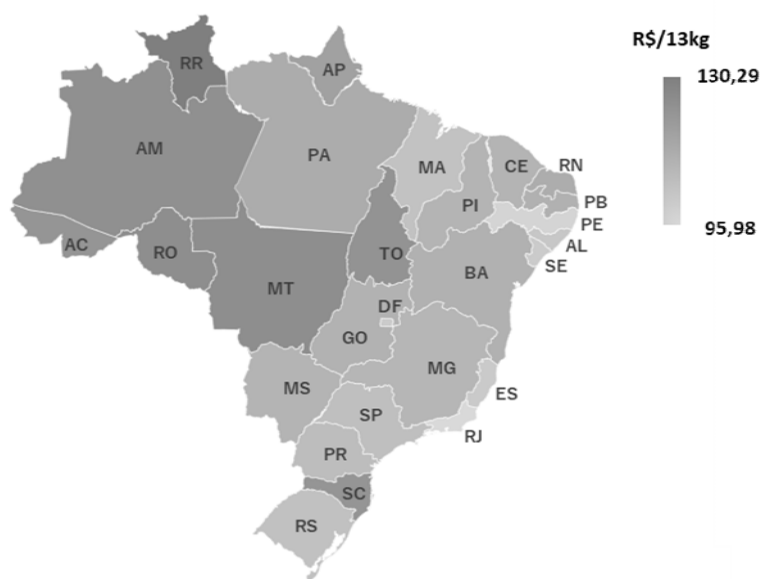 R$/13kg
130,29
95,98
RR
AP
AM
PA
MA
CE
RN
PI
PB
PE
AL
SE
AC
RO
TO
MT
BA
DF
GO
MG
MS
ES
SP
RJ
PR
SC
RS